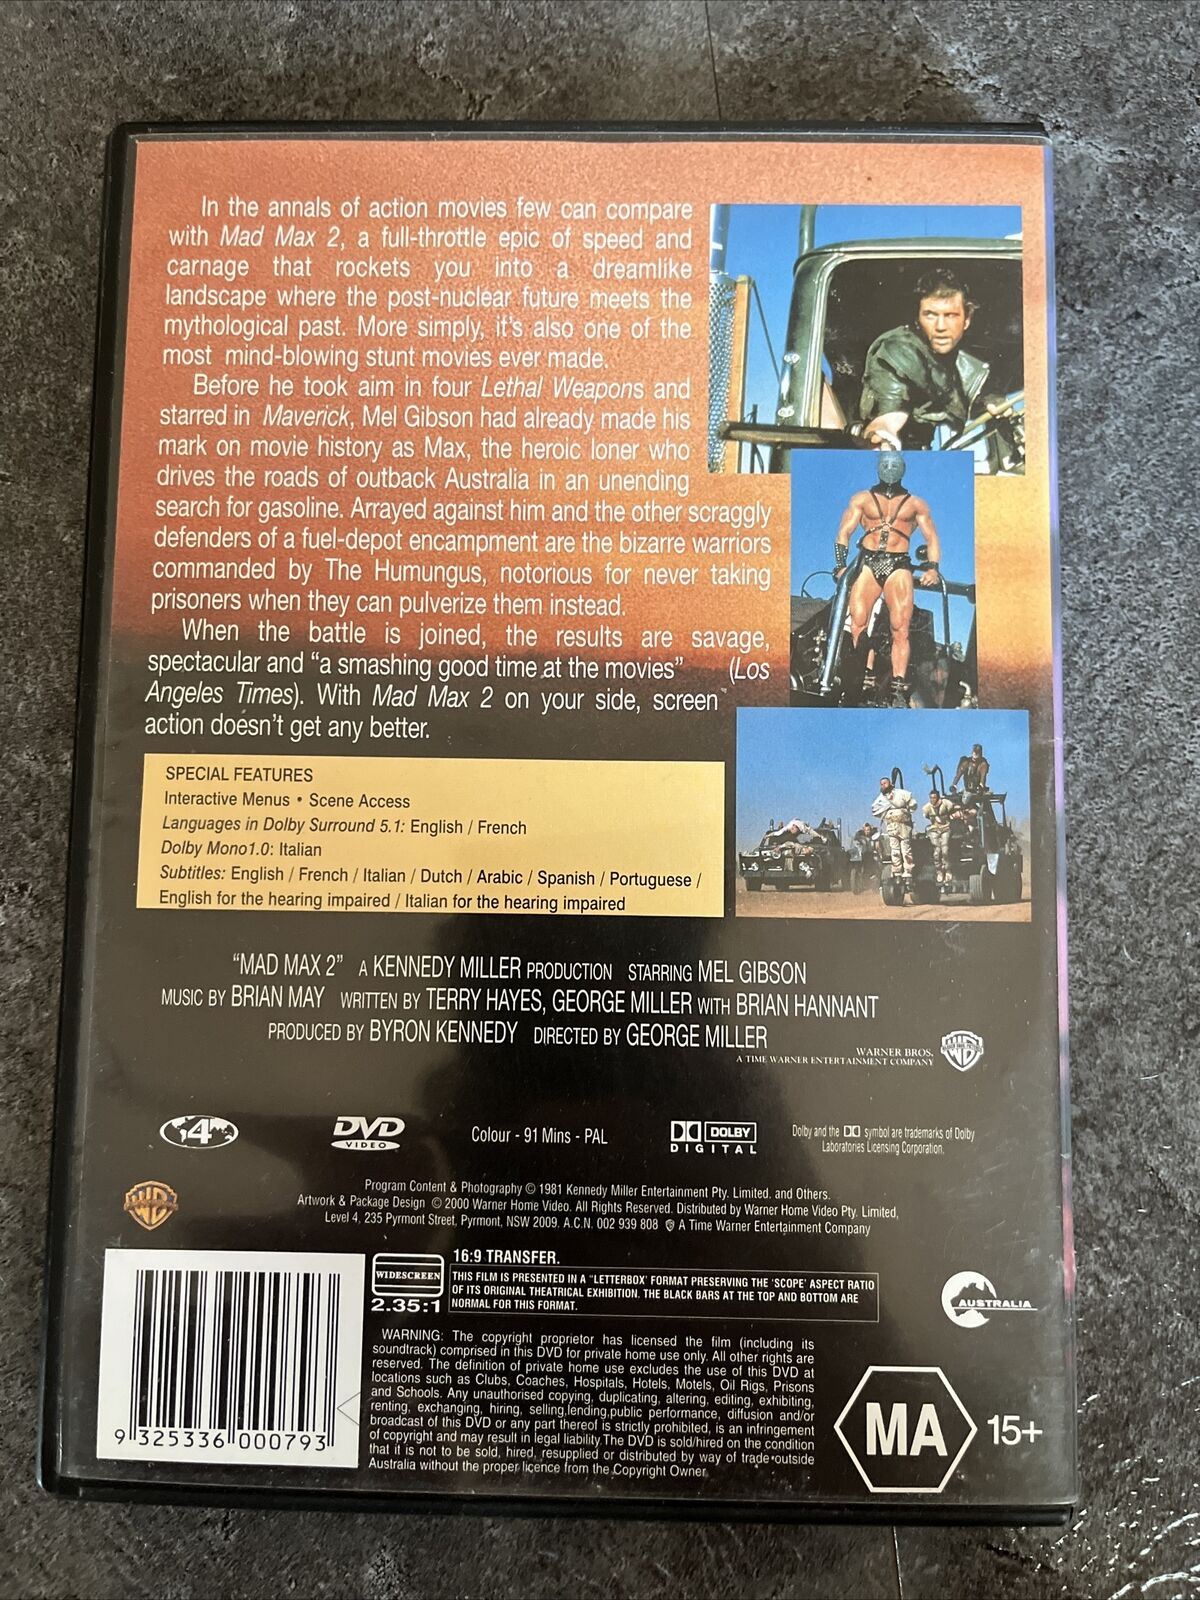 In the annals of action movies few can compare
with Mad Max 2, a full-throttle epic of speed and
carnage that rockets you into a dreamlike
landscape where the post-nuclear future meets the
mythological past. More simply, it's also one of the
most mind-blowing stunt movies ever made.
Before he took aim in four Lethal Weapons and
starred in Maverick, Mel Gibson had already made his
mark on movie history as Max, the heroic loner who
drives the roads of outback Australia in an unending
search for gasoline. Arrayed against him and the other scraggly
defenders of a fuel-depot encampment are the bizarre warriors
commanded by The Humungus, notorious for never taking
prisoners when they can pulverize them instead.
When the battle is joined, the results are savage,
spectacular and “a smashing good time at the movies” (Los
Angeles Times). With Mad Max 2 on your side, screen
action doesn't get any better.
SPECIAL FEATURES
Interactive Menus • Scene Access
Languages in Dolby Surround 5.1: English / French
Dolby Mono1.0: Italian
Subtitles: English / French / Italian / Dutch / Arabic / Spanish / Portuguese /
English for the hearing impaired / Italian for the hearing impaired
“MAD MAX 2” A KENNEDY MILLER PRODUCTION STARRING MEL GIBSON
MUSIC BY BRIAN MAY WRITTEN BY TERRY HAYES, GEORGE MILLER WITH BRIAN HANNANT
PRODUCED BY BYRON KENNEDY DIRECTED BY GEORGE MILLER
WARNER BROS.
A TIME WARNER ENTERTAINMENT COMPANY
4
DVD
VIDEO
Colour - 91 Mins - PAL
DOLBY
DIGITAL
Dolby and the symbol are trademarks of Dolby
Laboratories Licensing Corporation.
Program Content & Photography © 1981 Kennedy Miller Entertainment Pty. Limited. and Others.
Artwork & Package Design © 2000 Warner Home Video. All Rights Reserved. Distributed by Warner Home Video Pty. Limited,
Level 4, 235 Pyrmont Street, Pyrmont, NSW 2009. A.C.N. 002 939 808 A Time Warner Entertainment Company
16:9 TRANSFER.
WIDESCREEN
2.35:1
THIS FILM IS PRESENTED IN A "LETTERBOX' FORMAT PRESERVING THE 'SCOPE' ASPECT RATIO
OF ITS ORIGINAL THEATRICAL EXHIBITION. THE BLACK BARS AT THE TOP AND BOTTOM ARE
NORMAL FOR THIS FORMAT.
AUSTRALIA
WARNING: The copyright proprietor has licensed the film (including its
soundtrack) comprised in this DVD for private home use only. All other rights are
reserved. The definition of private home use excludes the use of this DVD at
locations such as Clubs, Coaches, Hospitals, Hotels, Motels, Oil Rigs, Prisons
and Schools. Any unauthorised copying, duplicating, altering, editing, exhibiting,
renting, exchanging, hiring, selling,lending,public performance, diffusion and/or
broadcast of this DVD or any part thereof is strictly prohibited, is an infringement
of copyright and may result in legal liability.The DVD is sold/hired on the condition
that it is not to be sold, hired, resupplied or distributed by way of trade outside
Australia without the proper licence from the Copyright Owner.
9 325336 000793
MA 15+